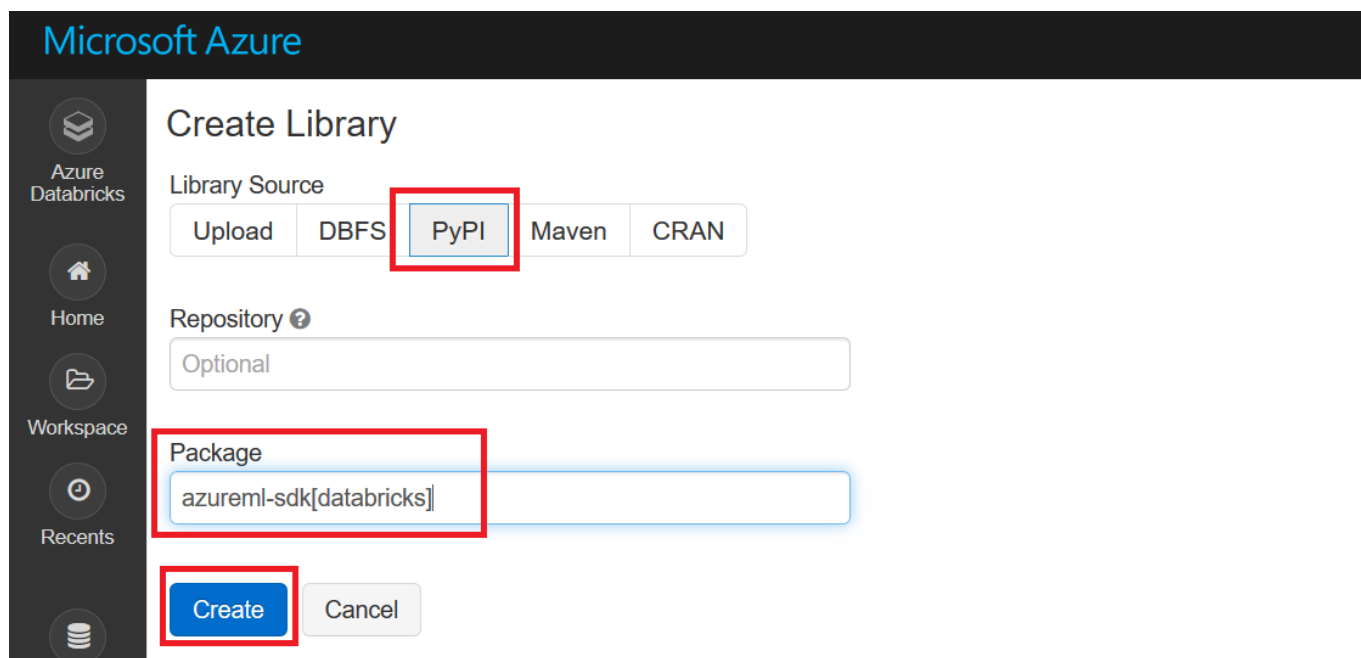 Microsoft Azure
Azure
Databricks
Home
Workspace
Recents
Create Library
Library Source
Upload DBFS PyPI Maven CRAN
Repository ?
Optional
Package
azureml-sdk[databricks]
Create Cancel